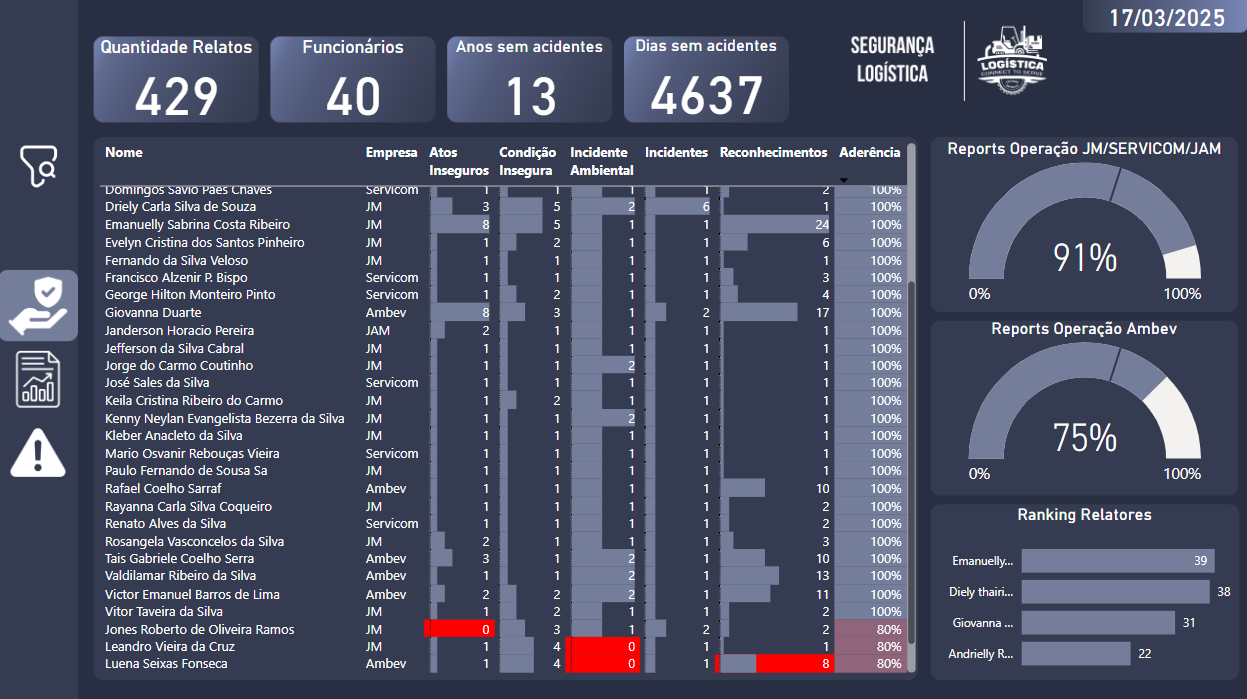 17/03/2025
Quantidade Relatos
429
Funcionários
40
Anos sem acidentes
13
Dias sem acidentes
4637
SEGURANÇA
LOGÍSTICA
LOGÍSTICA
CONNECT TO SERVE
Nome Empresa Atos Inseguros Condição Insegura Incidente Ambiental Incidentes Reconhecimentos Aderência
Domingos Savio Paes Chaves Servicom 1 1 1 1 2 100%
Driely Carla Silva de Souza JM 3 5 2 6 1 100%
Emanuelly Sabrina Costa Ribeiro JM 8 5 1 1 24 100%
Evelyn Cristina dos Santos Pinheiro JM 1 2 1 1 6 100%
Fernando da Silva Veloso JM 1 1 1 1 1 100%
Francisco Alzenir P. Bispo Servicom 1 1 1 1 3 100%
George Hilton Monteiro Pinto Servicom 1 2 1 1 4 100%
Giovanna Duarte Ambev 8 3 1 2 17 100%
Janderson Horacio Pereira JAM 2 1 1 1 1 100%
Jefferson da Silva Cabral JM 1 1 1 1 1 100%
Jorge do Carmo Coutinho JM 1 1 2 1 1 100%
José Sales da Silva Servicom 1 1 1 1 1 100%
Keila Cristina Ribeiro do Carmo JM 1 2 1 1 1 100%
Kenny Neylan Evangelista Bezerra da Silva JM 1 1 2 1 1 100%
Kleber Anacleto da Silva JM 1 1 1 1 1 100%
Mario Osvanir Rebouças Vieira Servicom 1 1 1 1 1 100%
Paulo Fernando de Sousa Sa JM 1 1 1 1 1 100%
Rafael Coelho Sarraf Ambev 1 1 1 1 10 100%
Rayanna Carla Silva Coqueiro JM 1 1 1 1 2 100%
Renato Alves da Silva Servicom 1 1 1 1 2 100%
Rosangela Vasconcelos da Silva JM 2 1 1 1 3 100%
Tais Gabriele Coelho Serra Ambev 3 1 2 1 10 100%
Valdilamar Ribeiro da Silva Ambev 1 1 2 1 13 100%
Victor Emanuel Barros de Lima Ambev 2 2 2 1 11 100%
Vitor Taveira da Silva JM 1 2 1 1 2 100%
Jones Roberto de Oliveira Ramos JM 0 3 1 2 2 80%
Leandro Vieira da Cruz JM 1 4 0 1 1 80%
Luena Seixas Fonseca Ambev 1 4 0 1 8 80%
Reports Operação JM/SERVICOM/JAM
91%
0% 100%
Reports Operação Ambev
75%
0% 100%
Ranking Relatores
Emanuelly... 39
Diely thairi... 38
Giovanna ... 31
Andrielly R... 22